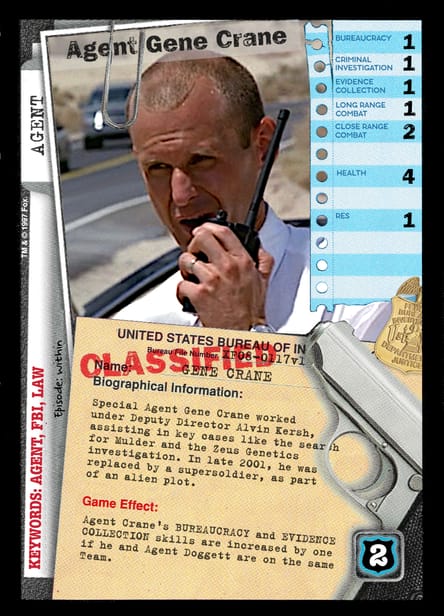 Agent Gene Crane
BUREAUCRACY 1
CRIMINAL
INVESTIGATION 1
EVIDENCE
COLLECTION 1
LONG RANGE
COMBAT 1
CLOSE RANGE
COMBAT 2
HEALTH 4
RES 1
AGENT
TM & © 1997 Fox.
KEYWORDS: AGENT, FBI, LAW
Episode: within
UNITED STATES BUREAU OF IN
Bureau File Number XF08-0117v1
CLASSIFIED
Name: GENE CRANE
Biographical Information:
Special Agent Gene Crane worked
under Deputy Director Alvin Kersh,
assisting in key cases like the search
for Mulder and the Zeus Genetics
investigation. In late 2001, he was
replaced by a supersoldier, as part
of an alien plot.
Game Effect:
Agent Crane's BUREAUCRACY and EVIDENCE
COLLECTION skills are increased by one
if he and Agent Doggett are on the same
Team.
2